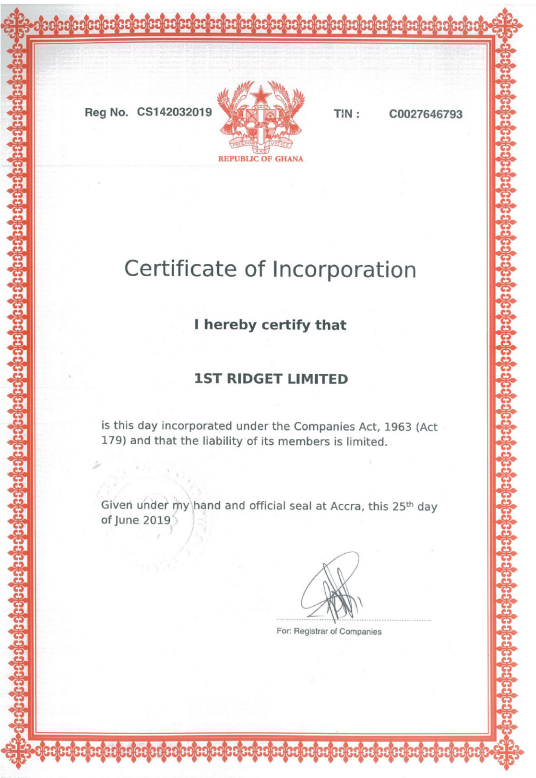 Reg No. CS142032019
TIN : C0027646793
REPUBLIC OF GHANA
Certificate of Incorporation
I hereby certify that
1ST RIDGET LIMITED
is this day incorporated under the Companies Act, 1963 (Act
179) and that the liability of its members is limited.
Given under my hand and official seal at Accra, this 25th day
of June 2019
For: Registrar of Companies